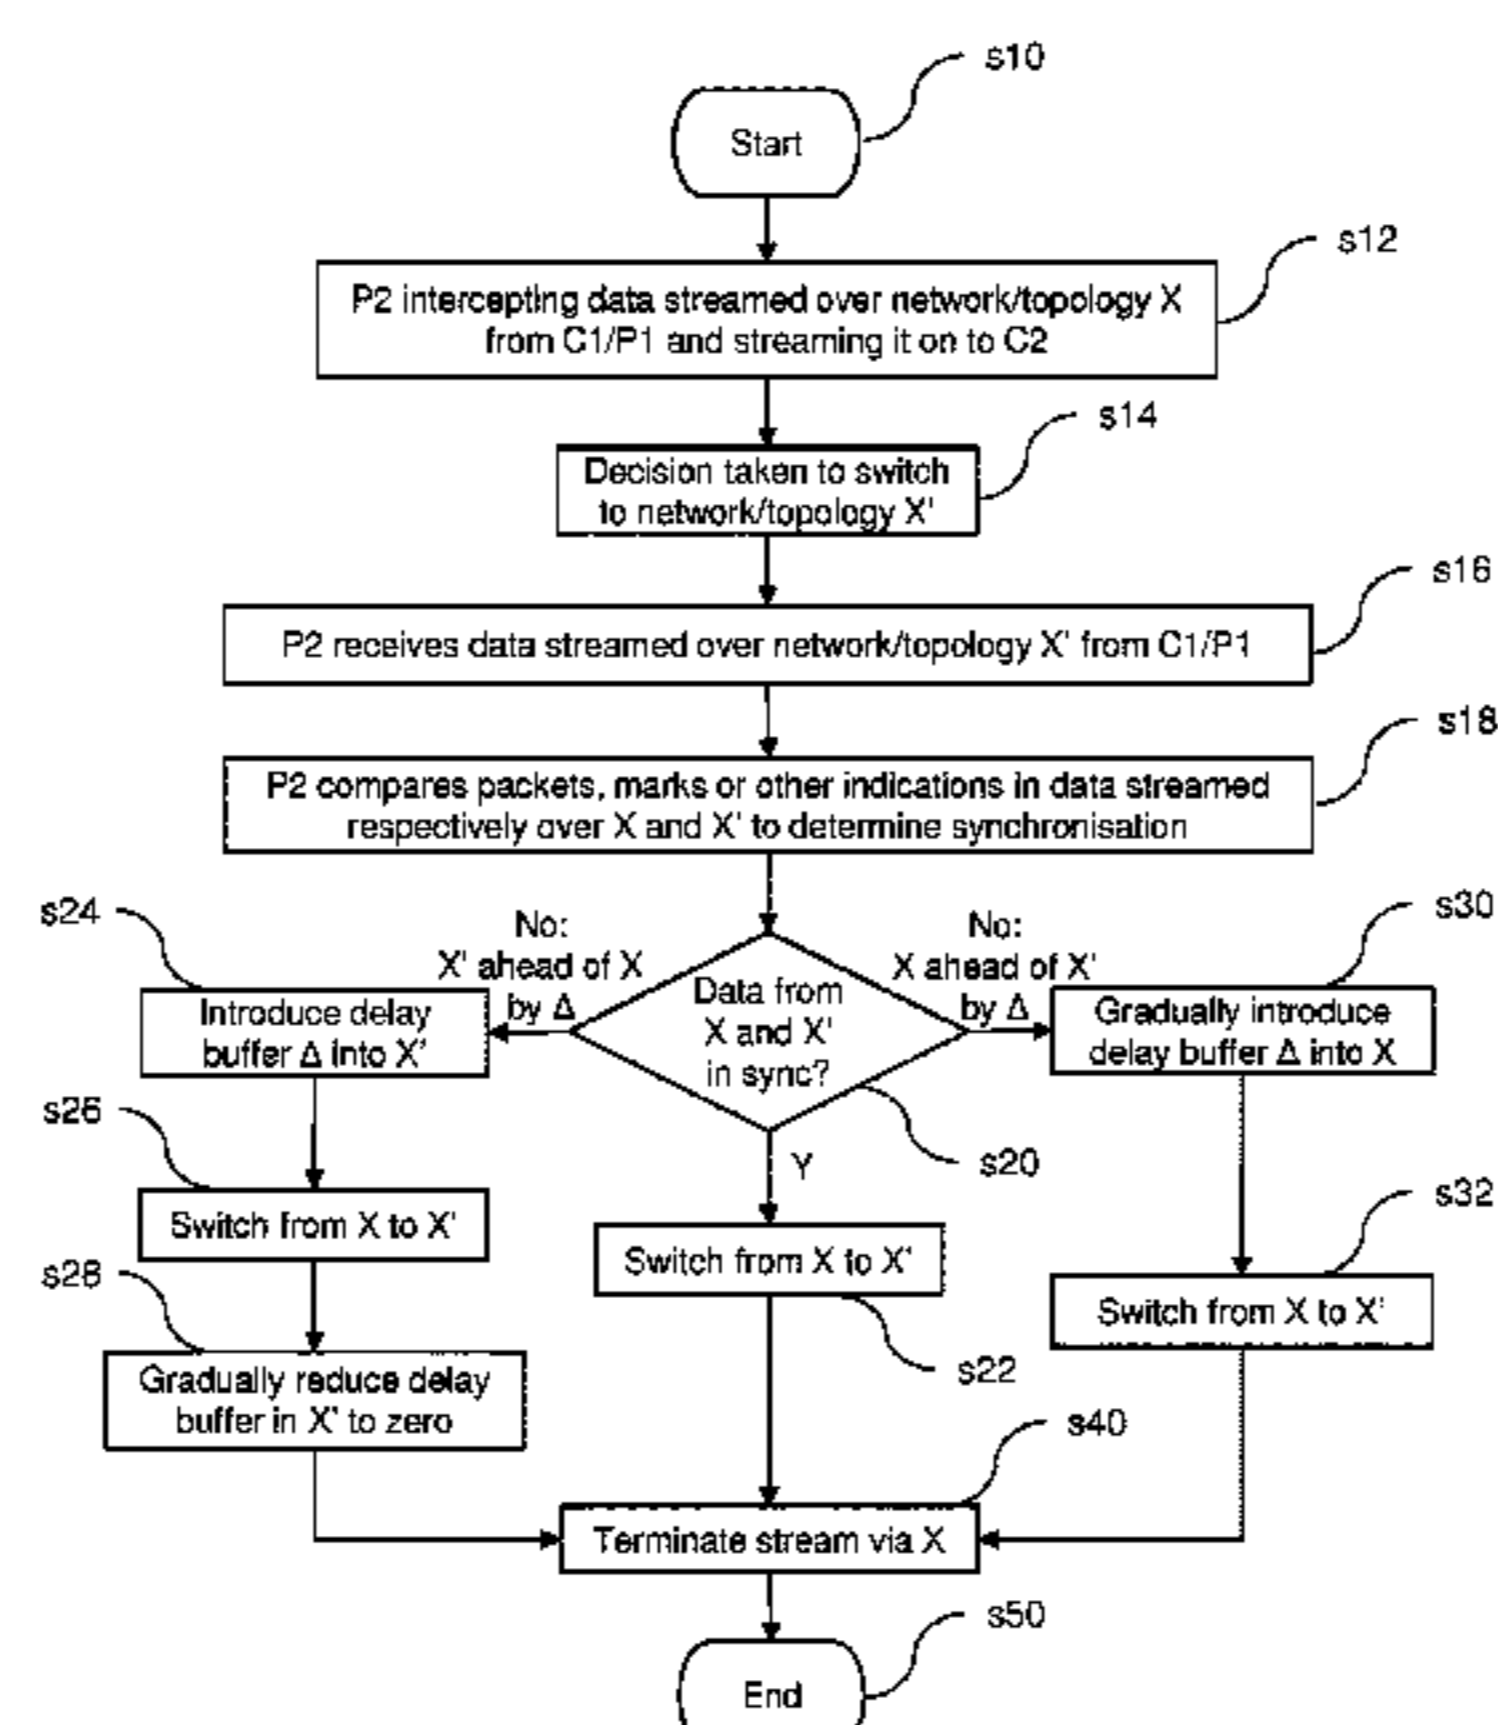 s10
Start
s12
P2 intercepting data streamed over network/topology X
from C1/P1 and streaming it on to C2
s14
Decision taken to switch
to network/topology X'
s16
P2 receives data streamed over network/topology X' from C1/P1
s18
P2 compares packets, marks or other indications in data streamed
respectively over X and X' to determine synchronisation
s24
No:
X' ahead of X
by Δ
Introduce delay
buffer Δ into X'
Data from
X and X'
in sync?
No:
X ahead of X'
by Δ
s30
Gradually introduce
delay buffer Δ into X
s26
Switch from X to X'
Y
s20
s32
Switch from X to X'
Switch from X to X'
s28
Gradually reduce delay
buffer in X' to zero
s22
s40
Terminate stream via X
s50
End